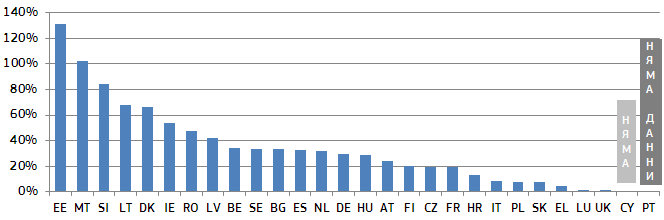 140%
120%
100%
80%
60%
40%
20%
0%
НЯМА
НЯМА ДАННИ
EE MT SI LT DK IE RO LV BE SE BG ES NL DE HU AT FI CZ FR HR IT PL SK EL LU UK CY PT